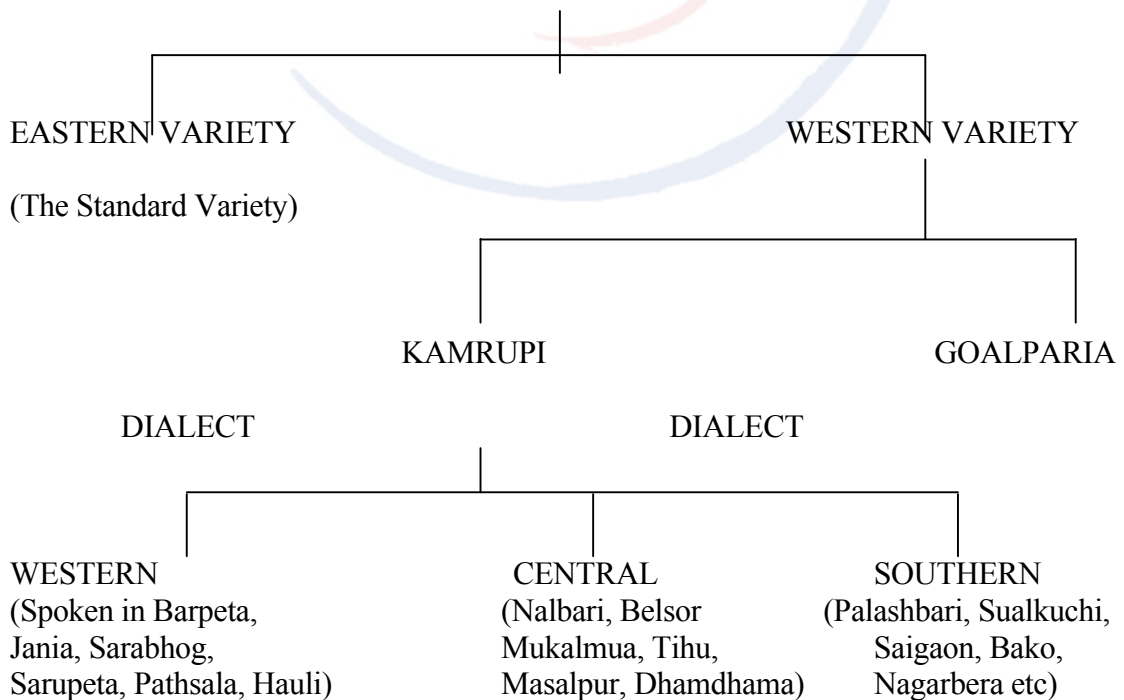 EASTERN VARIETY
WESTERN VARIETY
(The Standard Variety)
KAMRUPI
GOALPARIA
DIALECT
DIALECT
WESTERN
(Spoken in Barpeta,
Jania, Sarabhog,
Sarupeta, Pathsala, Hauli)
CENTRAL
(Nalbari, Belsor
Mukalmua, Tihu,
Masalpur, Dhamdhama)
SOUTHERN
(Palashbari, Sualkuchi,
Saigaon, Bako,
Nagarbera etc)